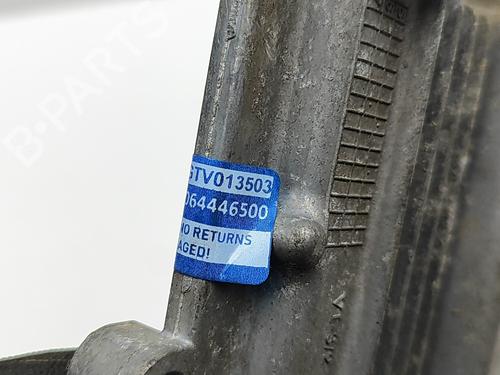 B-PARTS
GTV013503
064446500
NO RETURNS
AGED!